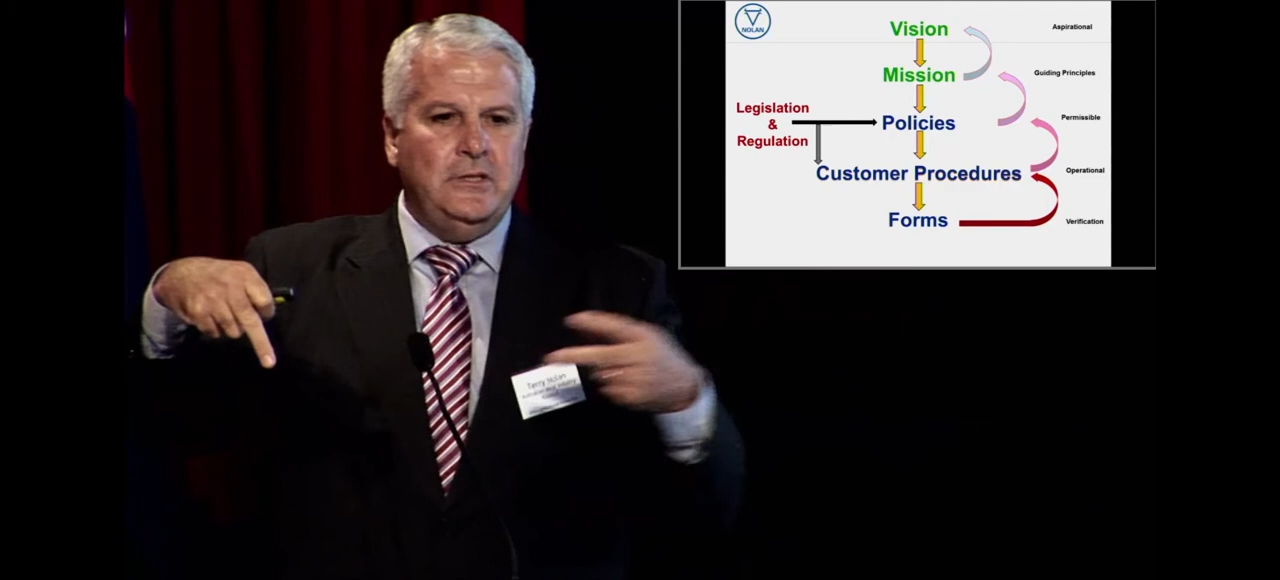 NOLAN
Vision
Aspirational
Mission
Guiding Principles
Legislation
&
Regulation
Policies
Permissible
Customer Procedures
Operational
Forms
Verification
Terry Nolan